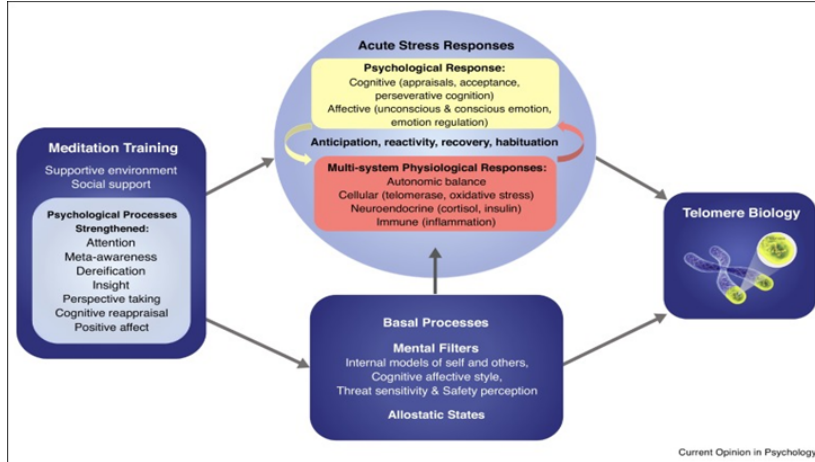 Acute Stress Responses
Psychological Response:
Cognitive (appraisals, acceptance,
perseverative cognition)
Affective (unconscious & conscious emotion,
emotion regulation)
Anticipation, reactivity, recovery, habituation
Multi-system Physiological Responses:
Autonomic balance
Cellular (telomerase, oxidative stress)
Neuroendocrine (cortisol, insulin)
Immune (inflammation)
Meditation Training
Supportive environment
Social support
Psychological Processes
Strengthened:
Attention
Meta-awareness
Dereification
Insight
Perspective taking
Cognitive reappraisal
Positive affect
Telomere Biology
Basal Processes
Mental Filters
Internal models of self and others,
Cognitive affective style,
Threat sensitivity & Safety perception
Allostatic States
Current Opinion in Psychology